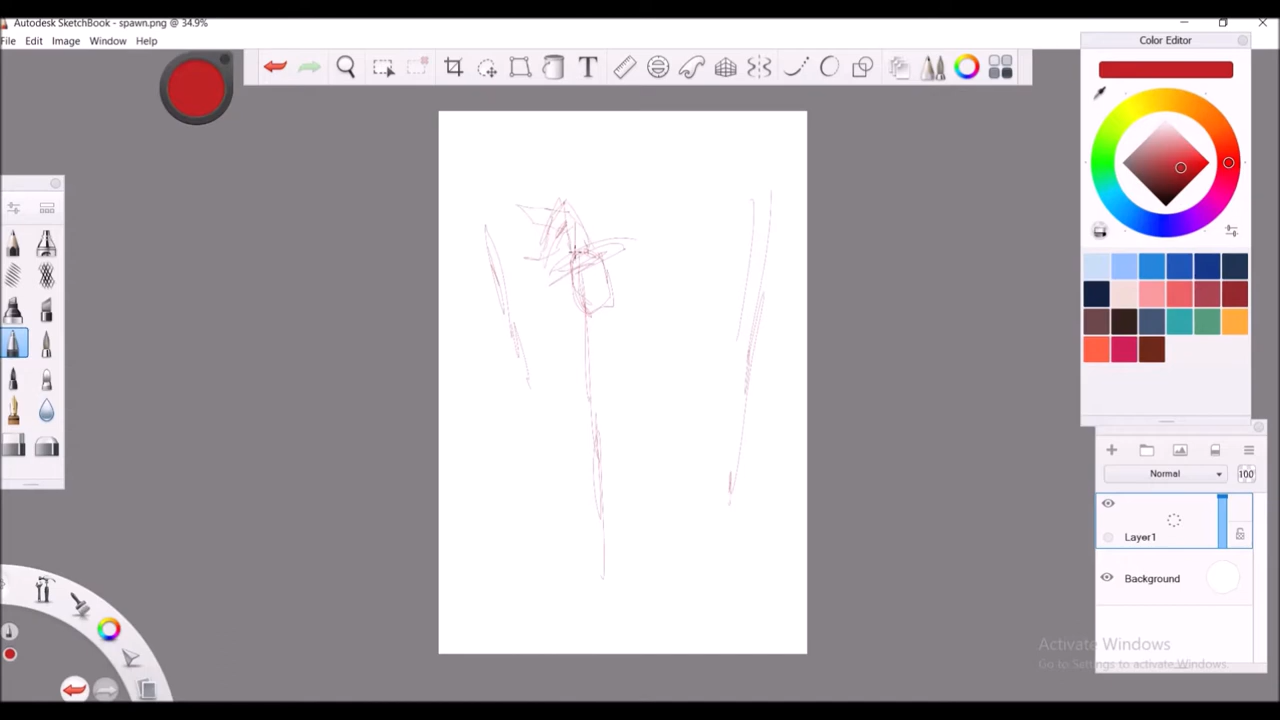 Autodesk SketchBook - spawn.png @ 34.9%
File Edit Image Window Help
T
Color Editor
Normal 100
Layer1
Background
Activate Windows
Go to Settings to activate Windows.